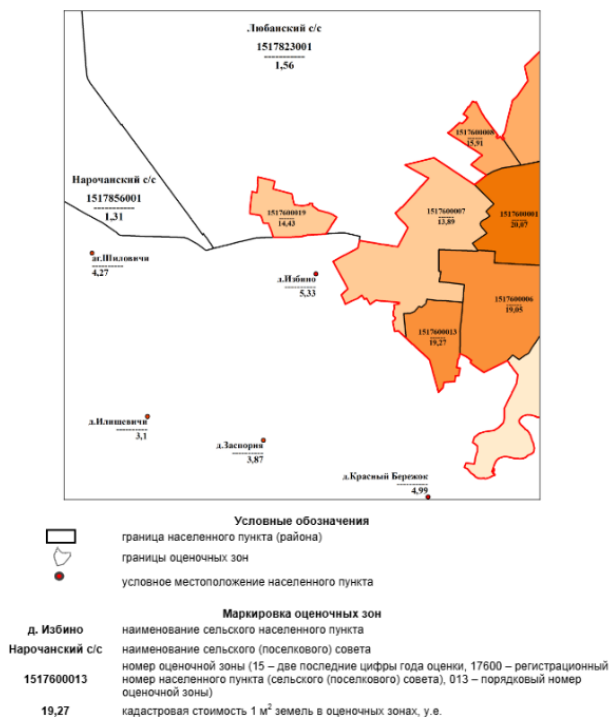 Любанский с/с
1517823001
1,56
1517600008
15,91
Нарочанский с/с
1517856001
1,31
1517600019
14,43
1517600007
13,89
1517600001
20,07
аг.Шиловичи
4,27
д.Избино
5,33
1517600006
19,05
1517600013
19,27
д.Илишевичи
3,1
д.Заспория
3,87
д.Красный Бережок
4,99
Условные обозначения
граница населенного пункта (района)
границы оценочных зон
условное местоположение населенного пункта
Маркировка оценочных зон
д. Избино наименование сельского населенного пункта
Нарочанский с/с наименование сельского (поселкового) совета
номер оценочной зоны (15 – две последние цифры года оценки, 17600 – регистрационный
1517600013 номер населенного пункта (сельского (поселкового) совета), 013 – порядковый номер
оценочной зоны)
19,27 кадастровая стоимость 1 м² земель в оценочных зонах, у.е.